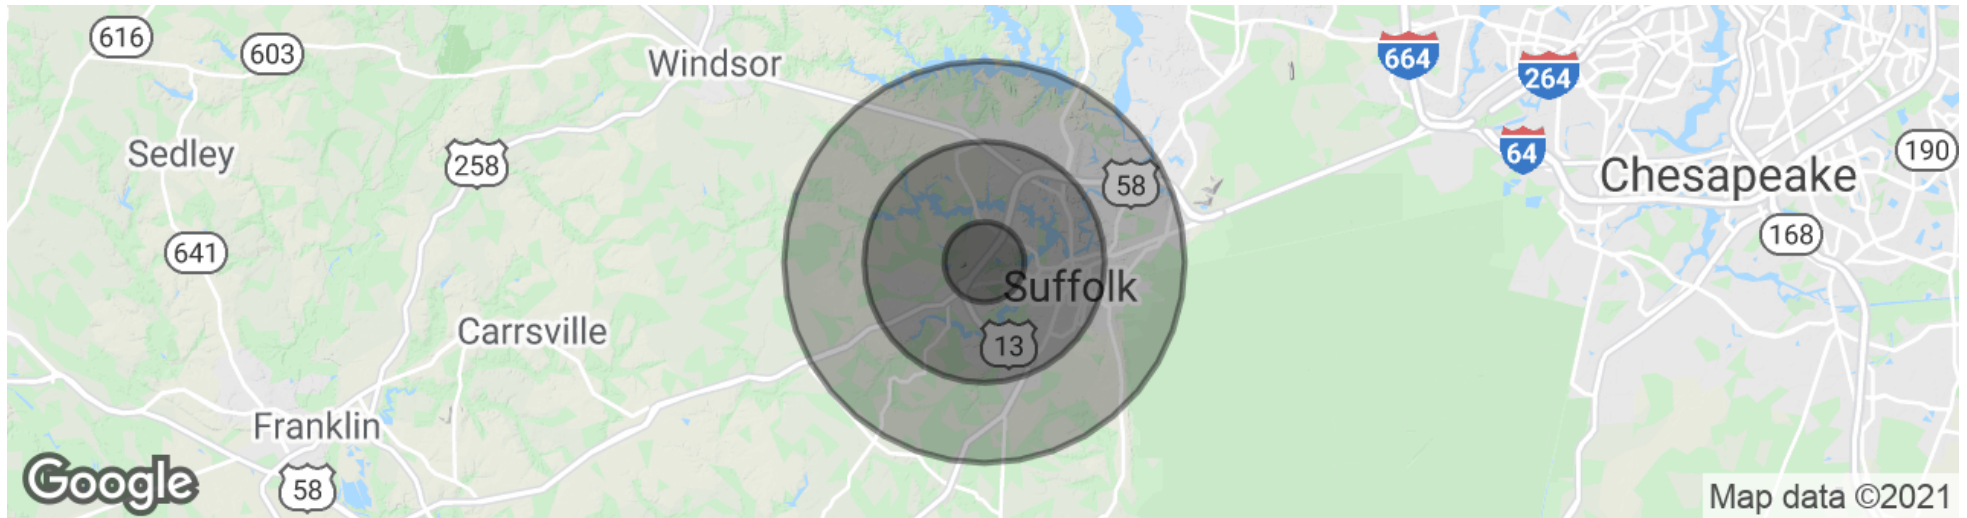 616
603
Windsor
664
264
Sedley
258
58
64
Chesapeake
190
641
168
Suffolk
Carrsville
13
Franklin
Google
58
Map data ©2021